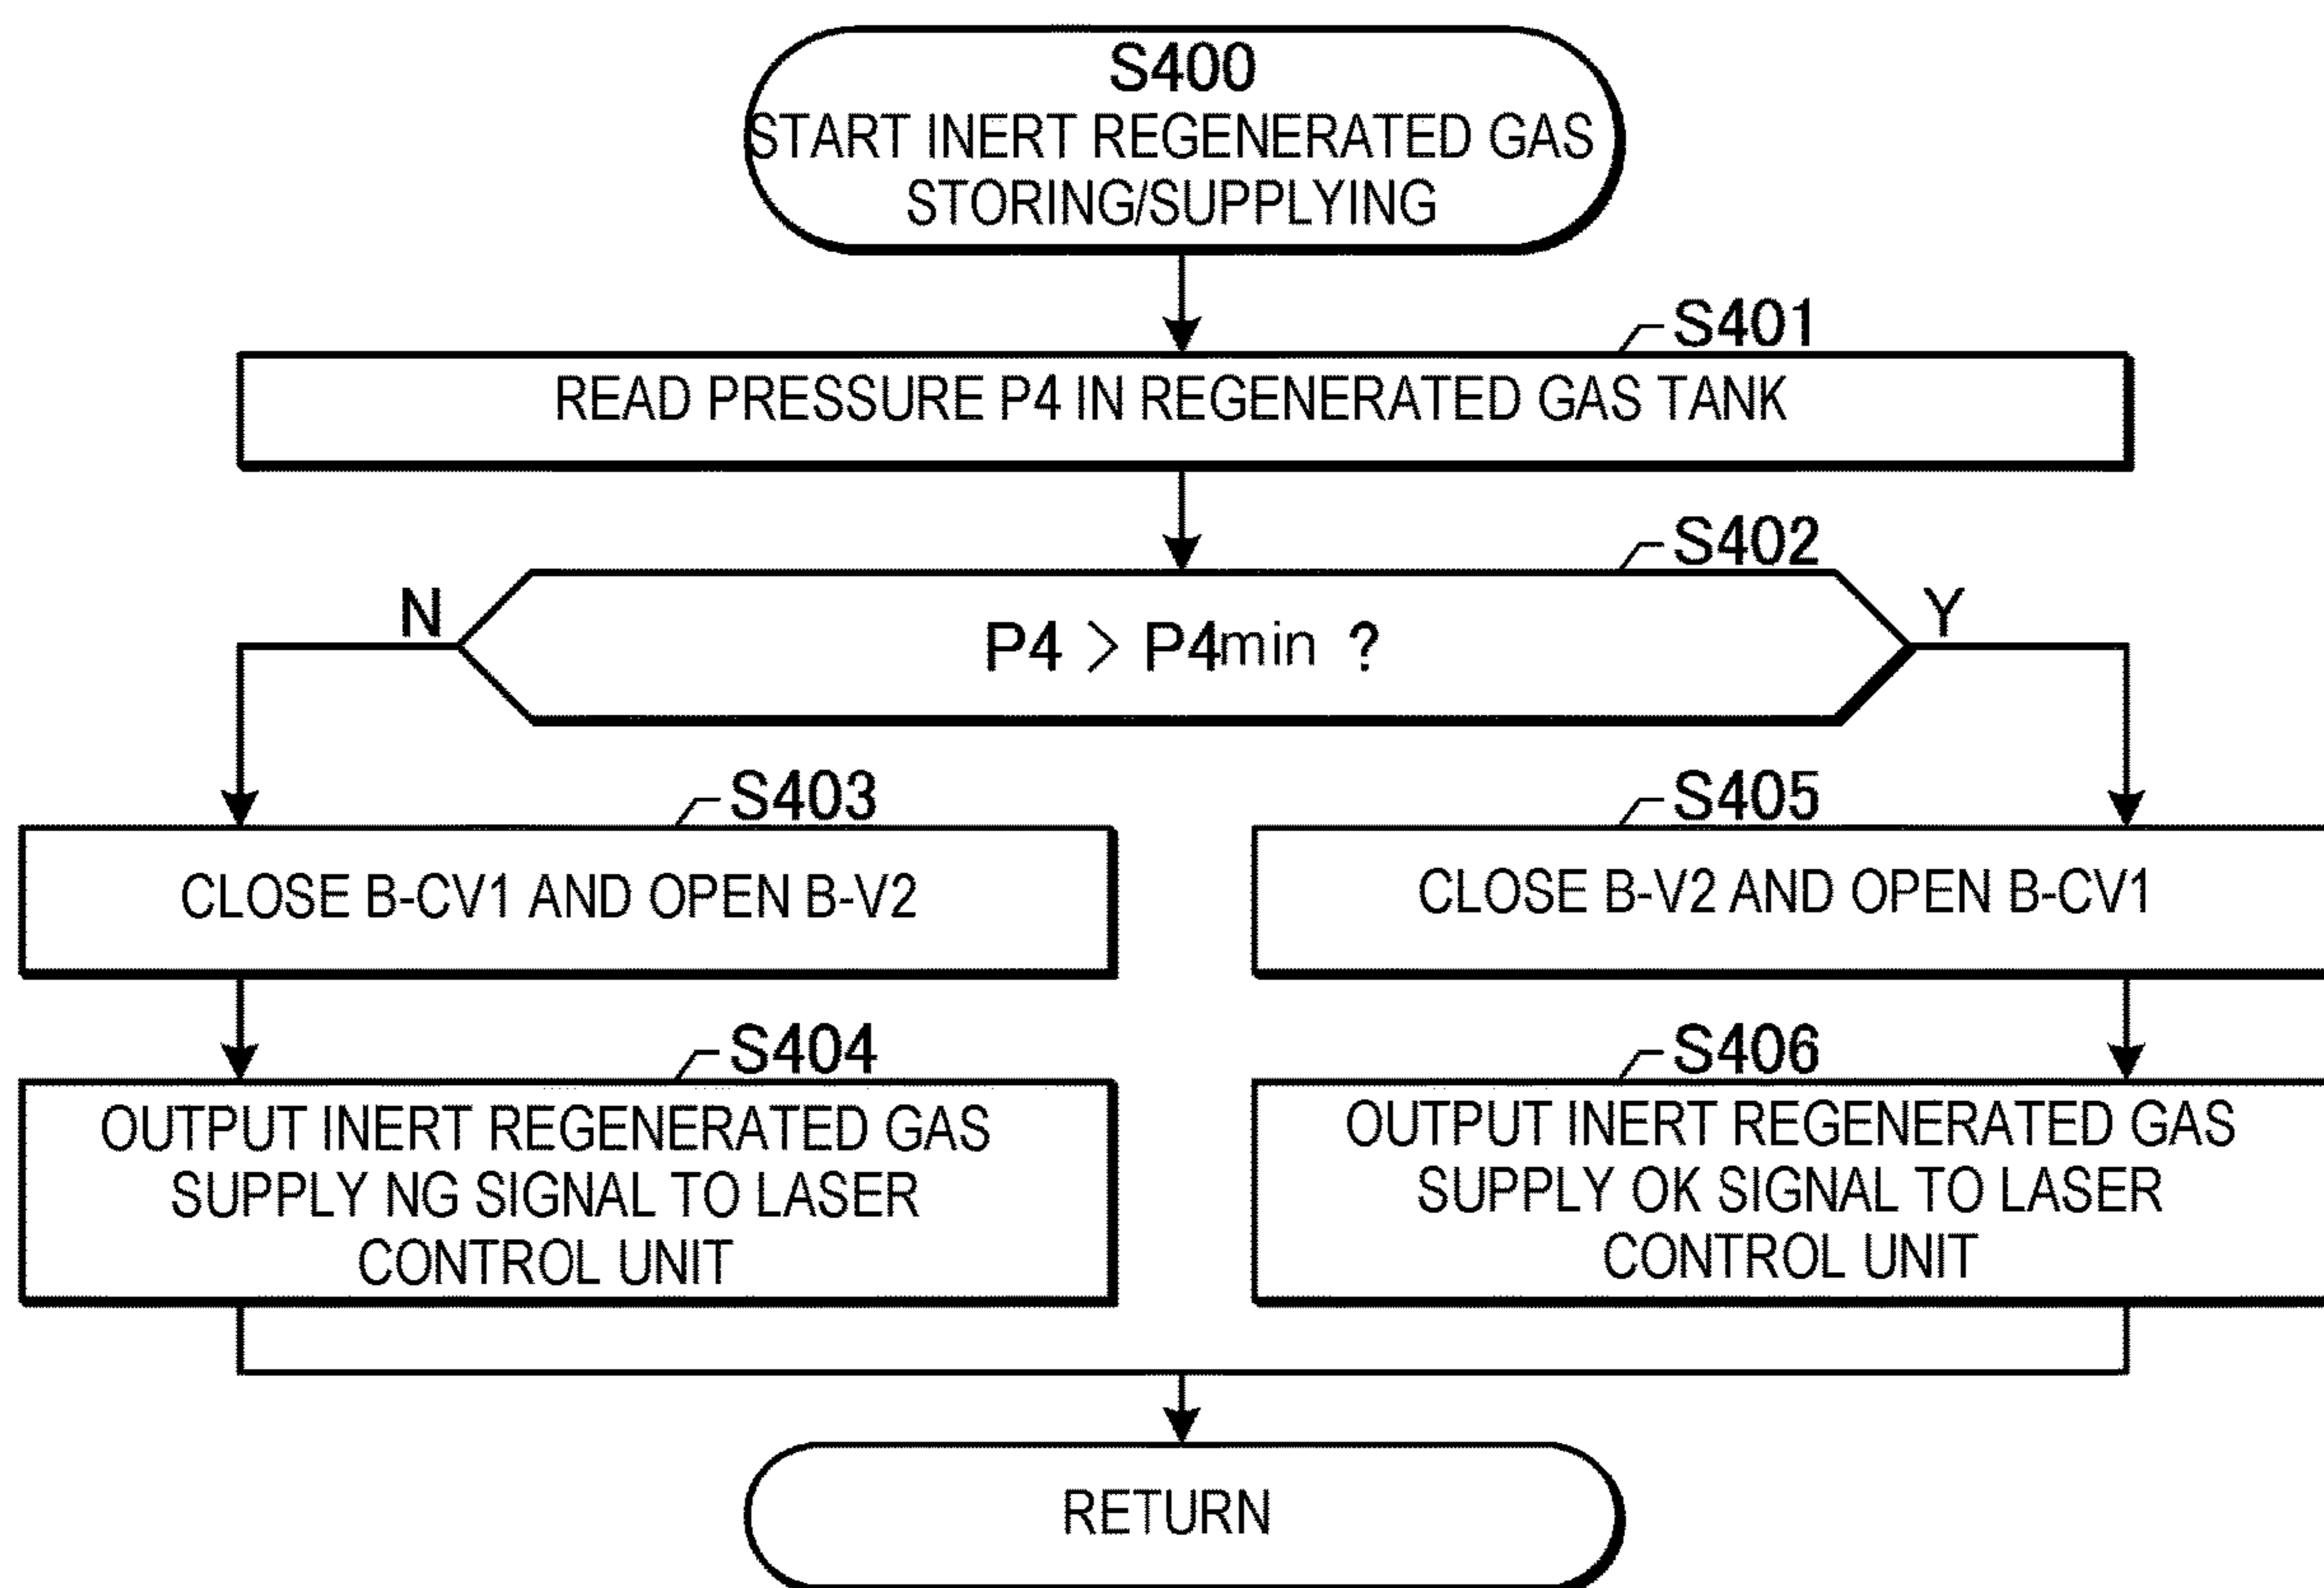 S400
START INERT REGENERATED GAS
STORING/SUPPLYING
S401
READ PRESSURE P4 IN REGENERATED GAS TANK
S402
N
Y
P4 > P4min ?
S403
CLOSE B-CV1 AND OPEN B-V2
S404
OUTPUT INERT REGENERATED GAS
SUPPLY NG SIGNAL TO LASER
CONTROL UNIT
S405
CLOSE B-V2 AND OPEN B-CV1
S406
OUTPUT INERT REGENERATED GAS
SUPPLY OK SIGNAL TO LASER
CONTROL UNIT
RETURN